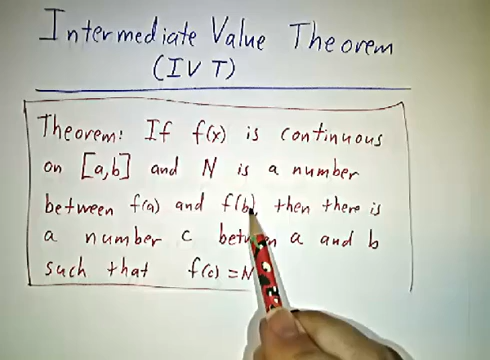 Intermediate Value Theorem
(IVT)
Theorem: If f(x) is continuous
on [a,b] and N is a number
between f(a) and f(b), then there is
a number c between a and b
such that f(c) = N